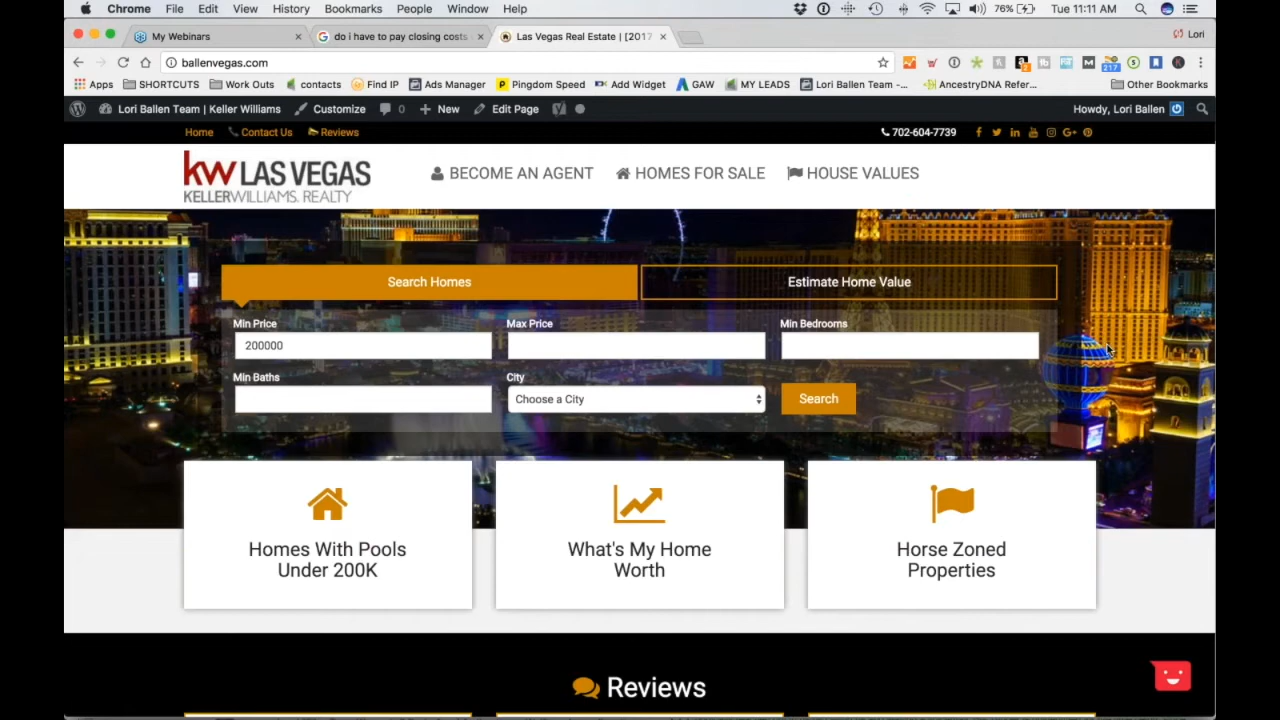 Chrome File Edit View History Bookmarks People Window Help 76% Tue 11:11 AM
My Webinars × do i have to pay closing costs × Las Vegas Real Estate | [2017 × Lori
ballenvegas.com
Apps SHORTCUTS Work Outs contacts Find IP Ads Manager Pingdom Speed Add Widget GAW MY LEADS Lori Ballen Team -... AncestryDNA Refer... Other Bookmarks
217
Lori Ballen Team | Keller Williams Customize 0 + New Edit Page Howdy, Lori Ballen
Home Contact Us Reviews 702-604-7739
kw LAS VEGAS
KELLERWILLIAMS. REALTY
BECOME AN AGENT HOMES FOR SALE HOUSE VALUES
Search Homes Estimate Home Value
Min Price Max Price Min Bedrooms
200000
Min Baths City
Choose a City Search
Homes With Pools
Under 200K
What's My Home
Worth
Horse Zoned
Properties
Reviews